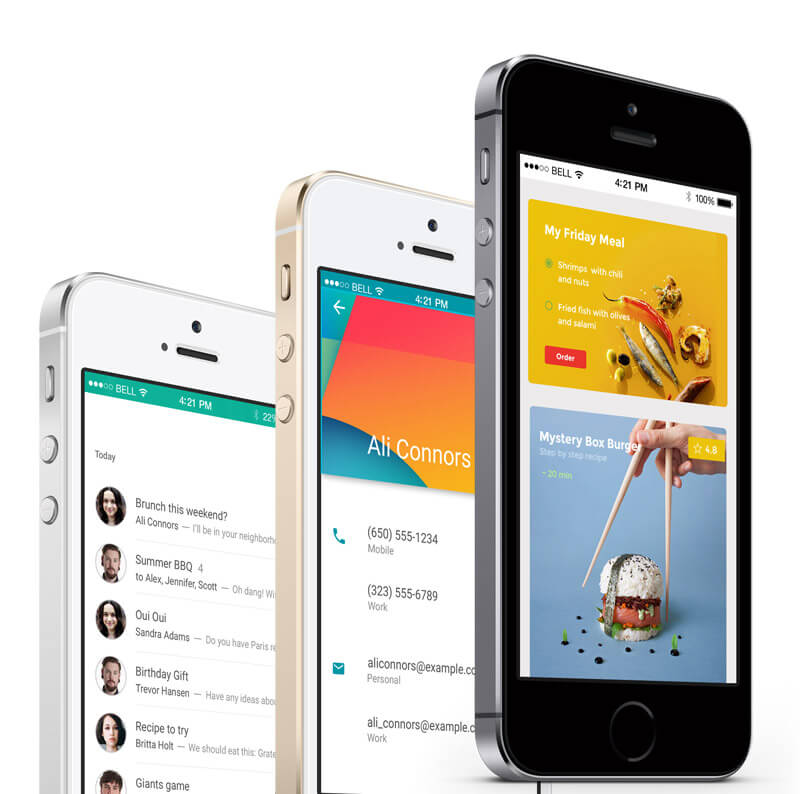 BELL
4:21 PM
22%
Today
Brunch this weekend?
Ali Connors — I'll be in your neighborho
Summer BBQ 4
to Alex, Jennifer, Scott — Oh dang! Wi
Oui Oui
Sandra Adams — Do you have Paris re
Birthday Gift
Trevor Hansen — Have any ideas about
Recipe to try
Britta Holt — We should eat this: Grate
Giants game
BELL
4:21 PM
Ali Connors
(650) 555-1234
Mobile
(323) 555-6789
Work
aliconnors@example.co
Personal
ali_connors@example.c
Work
BELL
4:21 PM
100%
My Friday Meal
Shrimps with chili
and nuts
Fried fish with olives
and salami
Order
Mystery Box Burger
4.8
Step by step recipe
~ 20 min